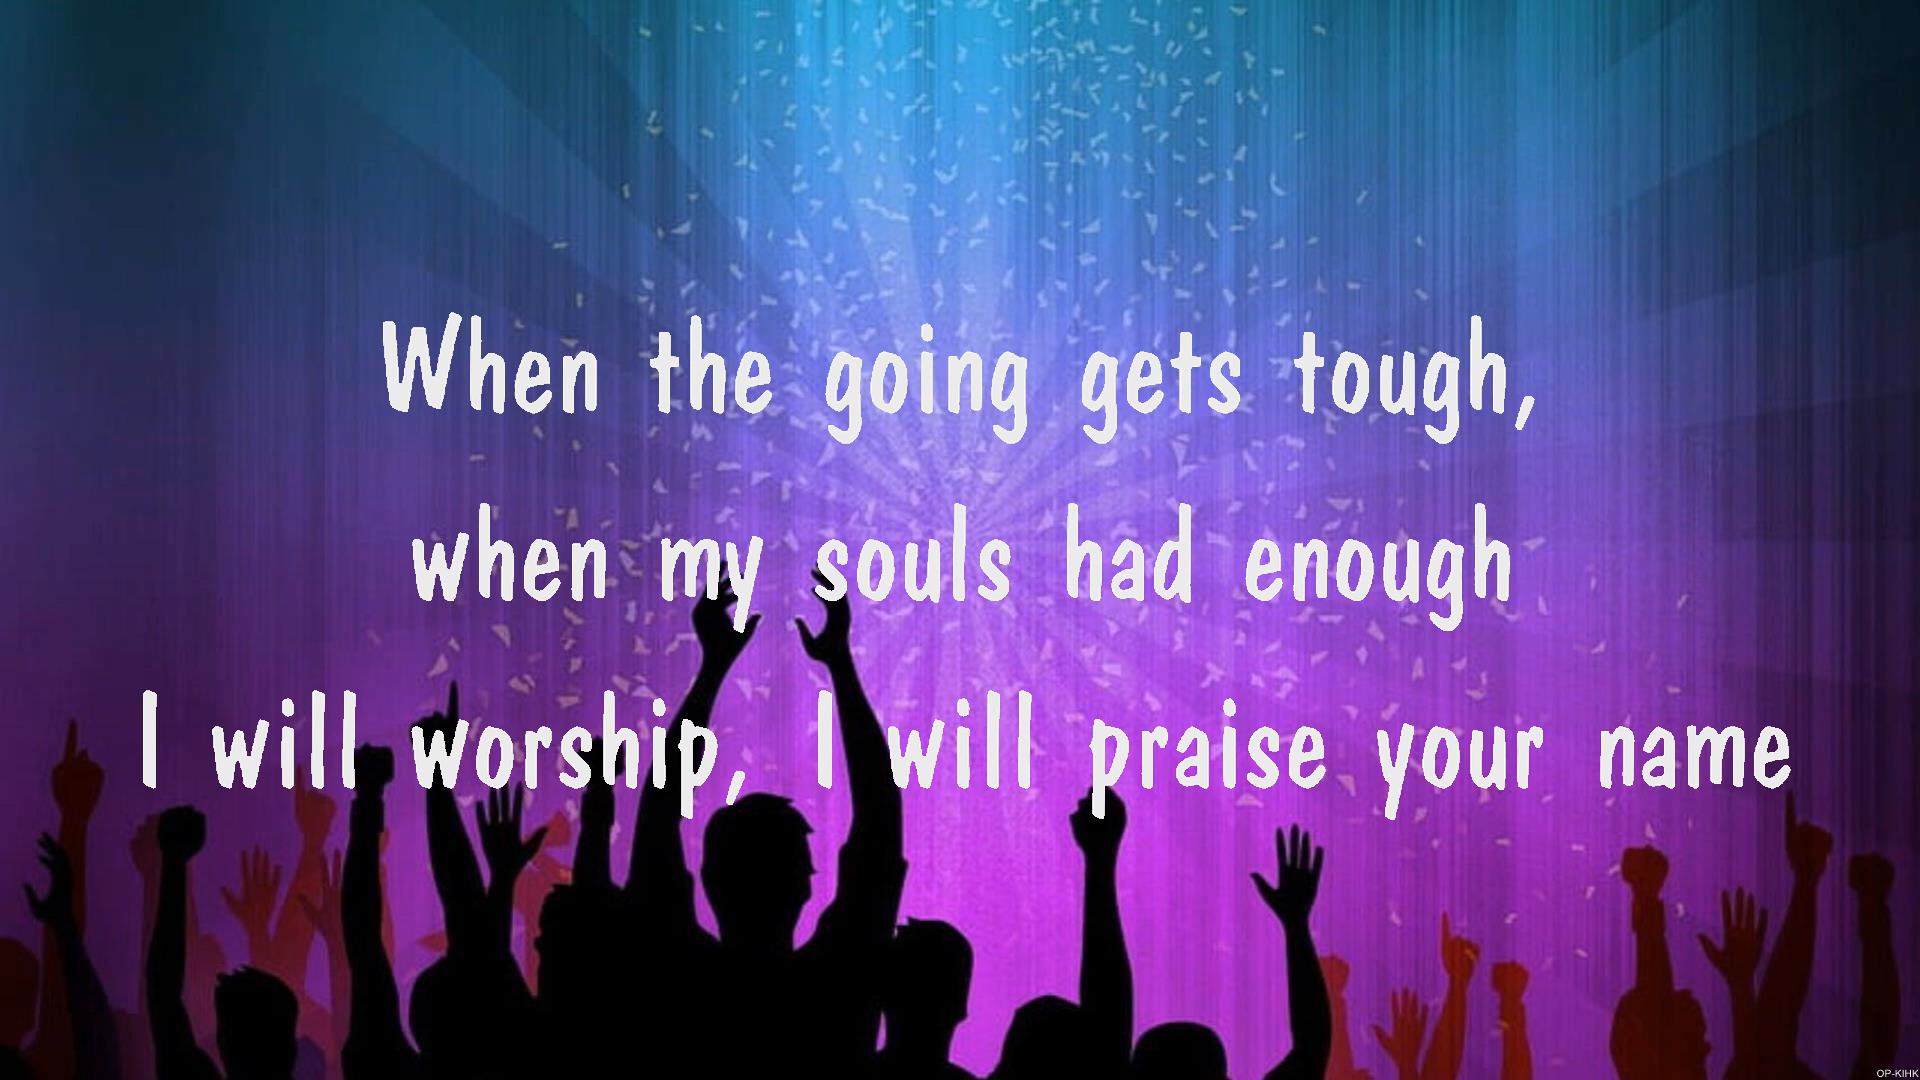 When the going gets tough,
when my souls had enough
I will worship, I will praise your name
OP-KIHK